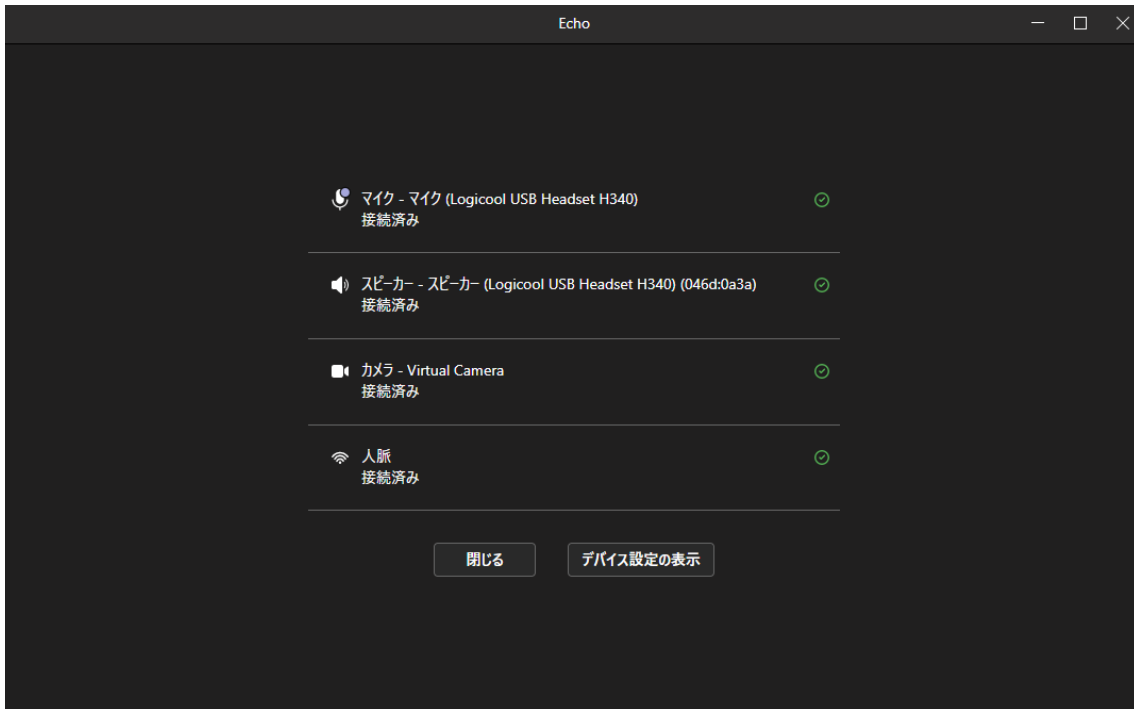 Echo
マイク - マイク (Logicool USB Headset H340)
接続済み
スピーカー - スピーカー (Logicool USB Headset H340) (046d:0a3a)
接続済み
カメラ - Virtual Camera
接続済み
人脈
接続済み
閉じる
デバイス設定の表示